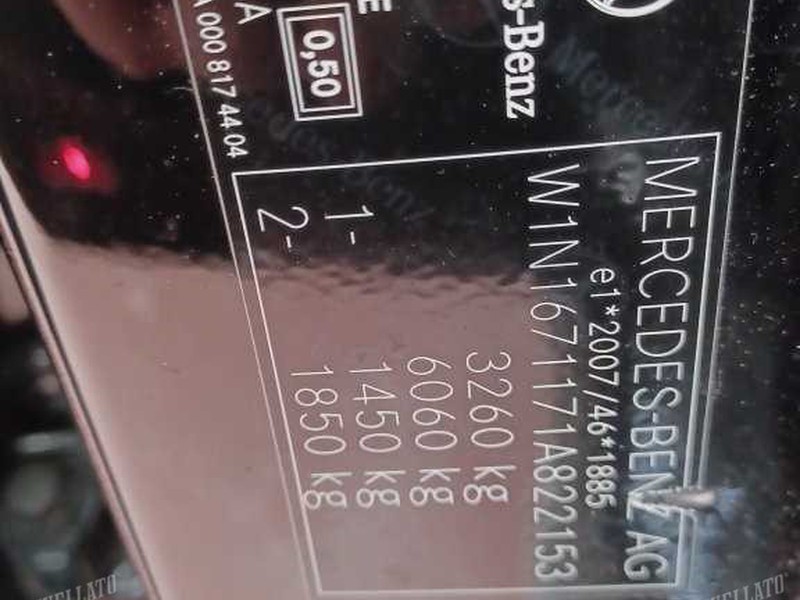 s-Benz
E
0,50
A
A 000 817 44 04
MERCEDES-BENZ AG
e1*2007/46*1885
W1N1671171A822153
3260 kg
6060 kg
1- 1450 kg
2- 1850 kg